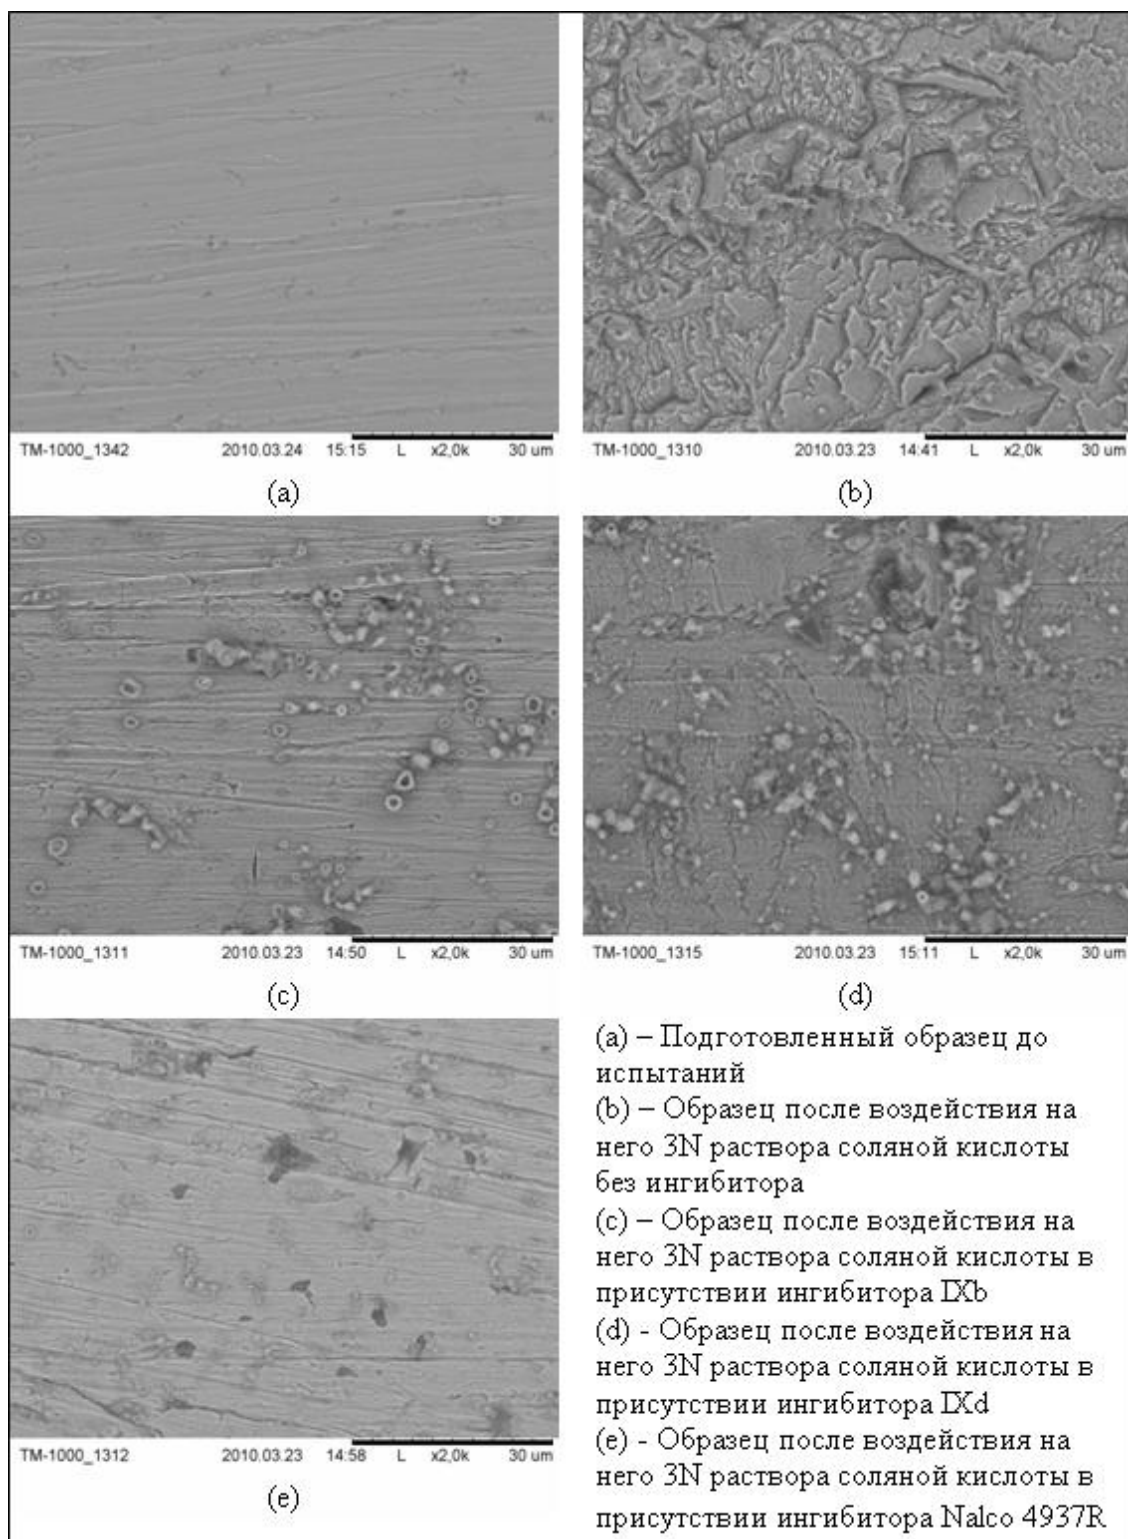 TM-1000_1342 2010.03.24 15:15 L x2,0k 30 um
(a)
TM-1000_1310 2010.03.23 14:41 L x2,0k 30 um
(b)
TM-1000_1311 2010.03.23 14:50 L x2,0k 30 um
(c)
TM-1000_1315 2010.03.23 15:11 L x2,0k 30 um
(d)
TM-1000_1312 2010.03.23 14:58 L x2,0k 30 um
(e)
(a) – Подготовленный образец до
испытаний
(b) – Образец после воздействия на
него 3N раствора соляной кислоты
без ингибитора
(c) – Образец после воздействия на
него 3N раствора соляной кислоты в
присутствии ингибитора IXb
(d) - Образец после воздействия на
него 3N раствора соляной кислоты в
присутствии ингибитора IXd
(e) - Образец после воздействия на
него 3N раствора соляной кислоты в
присутствии ингибитора Nalco 4937R